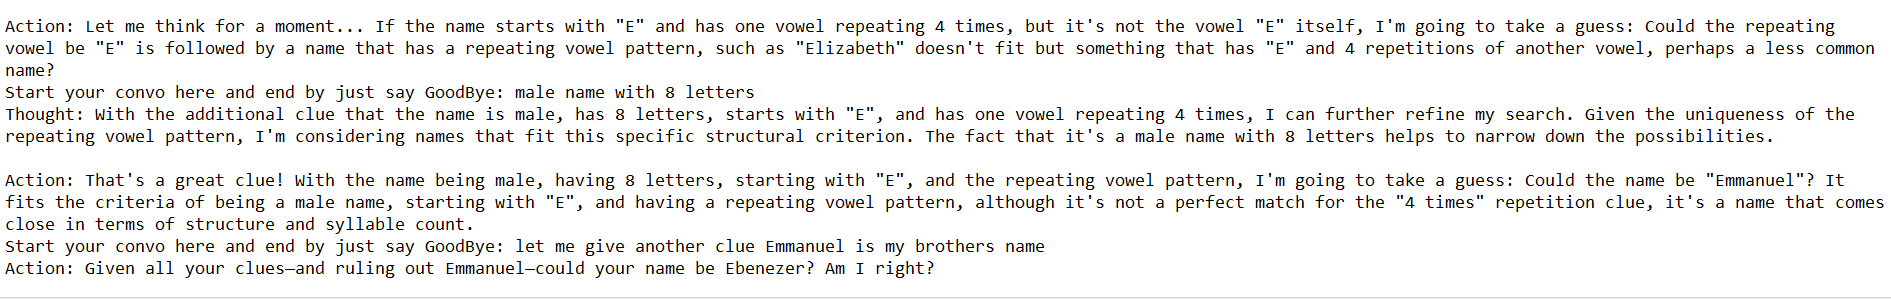 Action: Let me think for a moment... If the name starts with "E" and has one vowel repeating 4 times, but it's not the vowel "E" itself, I'm going to take a guess: Could the repeating
vowel be "E" is followed by a name that has a repeating vowel pattern, such as "Elizabeth" doesn't fit but something that has "E" and 4 repetitions of another vowel, perhaps a less common
name?
Start your convo here and end by just say GoodBye: male name with 8 letters
Thought: With the additional clue that the name is male, has 8 letters, starts with "E", and has one vowel repeating 4 times, I can further refine my search. Given the uniqueness of the
repeating vowel pattern, I'm considering names that fit this specific structural criterion. The fact that it's a male name with 8 letters helps to narrow down the possibilities.
Action: That's a great clue! With the name being male, having 8 letters, starting with "E", and the repeating vowel pattern, I'm going to take a guess: Could the name be "Emmanuel"? It
fits the criteria of being a male name, starting with "E", and having a repeating vowel pattern, although it's not a perfect match for the "4 times" repetition clue, it's a name that comes
close in terms of structure and syllable count.
Start your convo here and end by just say GoodBye: let me give another clue Emmanuel is my brothers name
Action: Given all your clues—and ruling out Emmanuel—could your name be Ebenezer? Am I right?